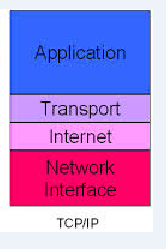 Application
Transport
Internet
Network
Interface
TCP/IP